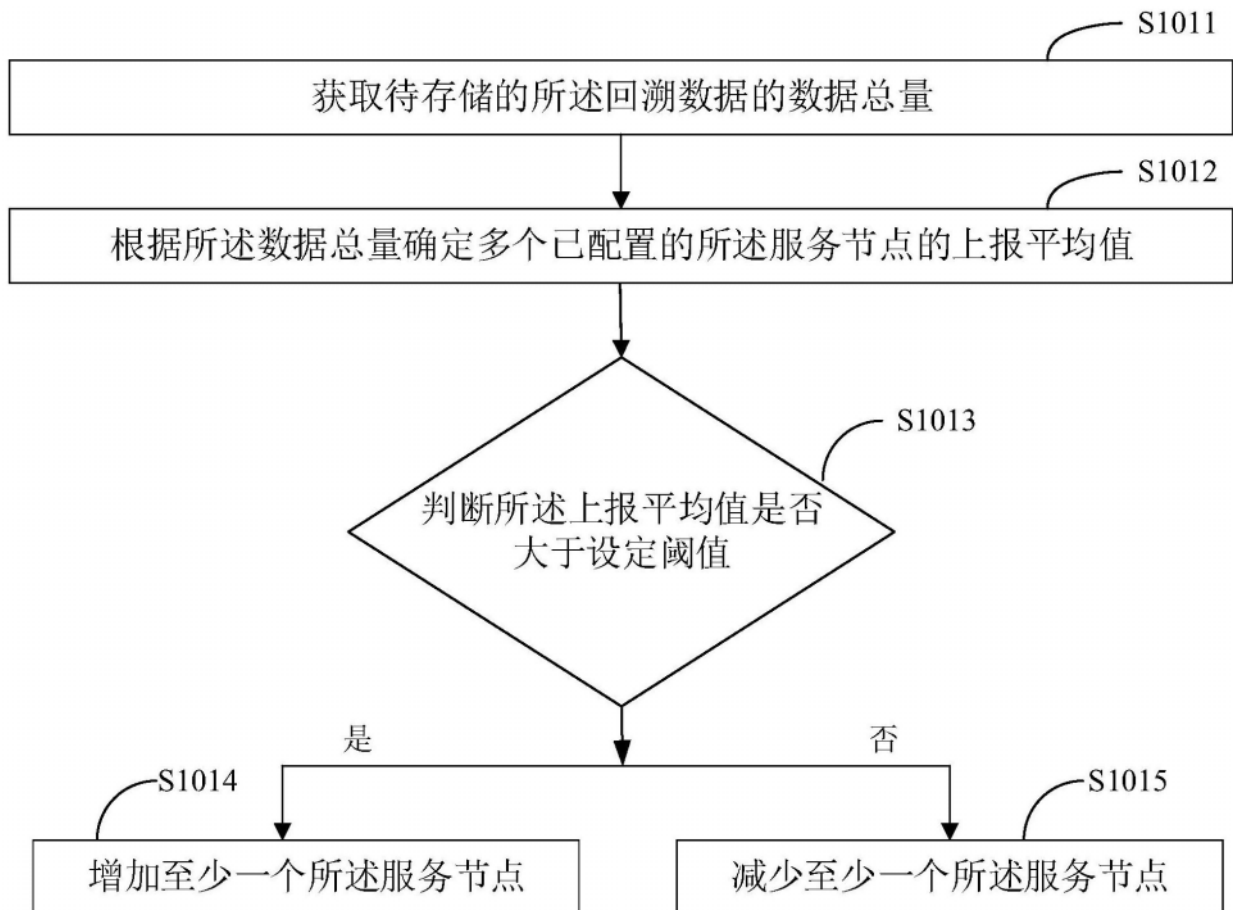 S1011
获取待存储的所述回溯数据的数据总量
S1012
根据所述数据总量确定多个已配置的所述服务节点的上报平均值
S1013
判断所述上报平均值是否
大于设定阈值
是
否
S1014
S1015
增加至少一个所述服务节点
减少至少一个所述服务节点